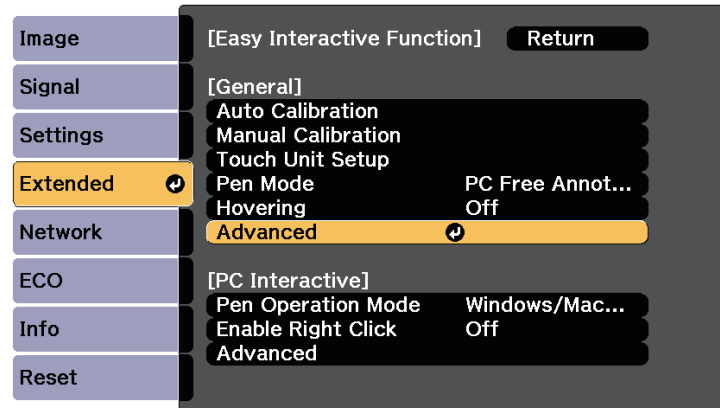 Image
Signal
Settings
Extended
Network
ECO
Info
Reset
[Easy Interactive Function] Return
[General]
Auto Calibration
Manual Calibration
Touch Unit Setup
Pen Mode PC Free Annot...
Hovering Off
Advanced
[PC Interactive]
Pen Operation Mode Windows/Mac...
Enable Right Click Off
Advanced